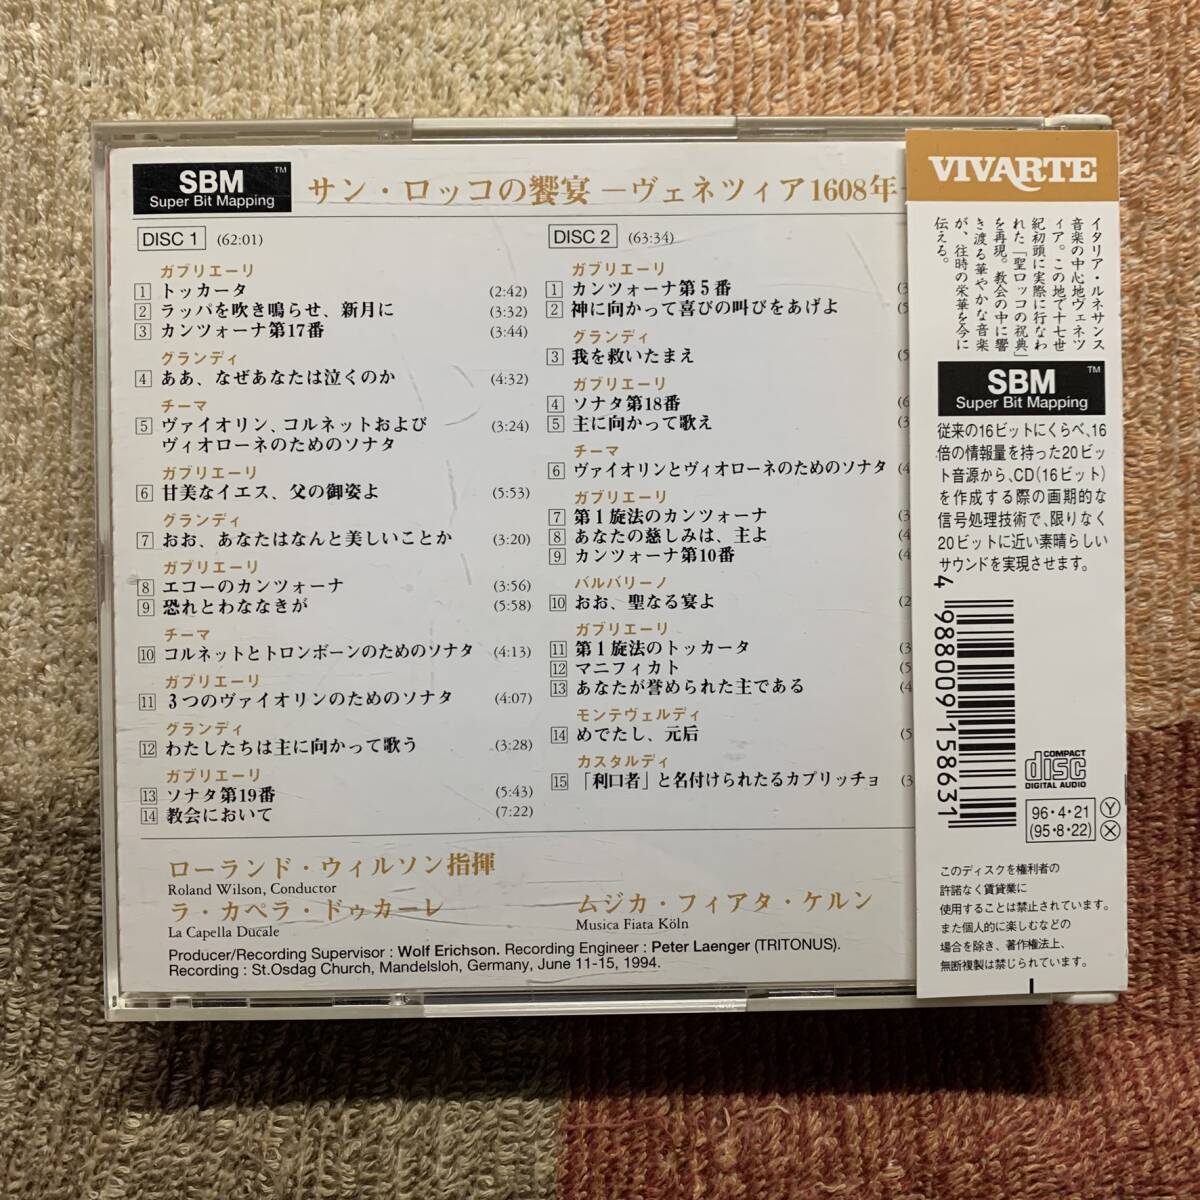 SBM™
Super Bit Mapping
サン・ロッコの饗宴 ―ヴェネツィア1608年
DISC 1 (62:01)
ガブリエーリ
1 トッカータ (2:42)
2 ラッパを吹き鳴らせ、新月に (3:32)
3 カンツォーナ第17番 (3:44)
グランディ
4 ああ、なぜあなたは泣くのか (4:32)
チーマ
5 ヴァイオリン、コルネットおよび (3:24)
ヴィオローネのためのソナタ
ガブリエーリ
6 甘美なイエス、父の御姿よ (5:53)
グランディ
7 おお、あなたはなんと美しいことか (3:20)
ガブリエーリ
8 エコーのカンツォーナ (3:56)
9 恐れとわななきが (5:58)
チーマ
10 コルネットとトロンボーンのためのソナタ (4:13)
ガブリエーリ
11 3つのヴァイオリンのためのソナタ (4:07)
グランディ
12 わたしたちは主に向かって歌う (3:28)
ガブリエーリ
13 ソナタ第19番 (5:43)
14 教会において (7:22)
DISC 2 (63:34)
ガブリエーリ
1 カンツォーナ第5番 (3
2 神に向かって喜びの叫びをあげよ (5
グランディ
3 我を救いたまえ (5
ガブリエーリ
4 ソナタ第18番 (6
5 主に向かって歌え (3
チーマ
6 ヴァイオリンとヴィオローネのためのソナタ (4
ガブリエーリ
7 第1旋法のカンツォーナ (3
8 あなたの慈しみは、主よ (4
9 カンツォーナ第10番 (4
バルバリーノ
10 おお、聖なる宴よ (2
ガブリエーリ
11 第1旋法のトッカータ (3
12 マニフィカト (5
13 あなたが誉められた主である (4
モンテヴェルディ
14 めでたし、元后 (5
カスタルディ
15 「利口者」と名付けられたるカプリッチョ (3
ローランド・ウィルソン指揮
Roland Wilson, Conductor
ラ・カペラ・ドゥカーレ
La Capella Ducale
ムジカ・フィアタ・ケルン
Musica Fiata Köln
Producer/Recording Supervisor : Wolf Erichson. Recording Engineer : Peter Laenger (TRITONUS).
Recording : St.Osdag Church, Mandelsloh, Germany, June 11-15, 1994.
VIVARTE
イタリア・ルネサンス
音楽の中心地ヴェネツ
ィア。この地で十七世
紀初頭に実際に行なわ
れた「聖ロッコの祝典」
を再現。教会の中に響
き渡る華やかな音楽
が、往時の栄華を今に
伝える。
SBM™
Super Bit Mapping
従来の16ビットにくらべ、16
倍の情報量を持った20ビッ
ト音源から、CD(16ビット)
を作成する際の画期的な
信号処理技術で、限りなく
20ビットに近い素晴らしい
サウンドを実現させます。
4 988009 158631
COMPACT
disc
DIGITAL AUDIO
96・4・21 Y
(95・8・22) X
このディスクを権利者の
許諾なく賃貸業に
使用することは禁止されています。
また個人的に楽しむなどの
場合を除き、著作権法上、
無断複製は禁じられています。